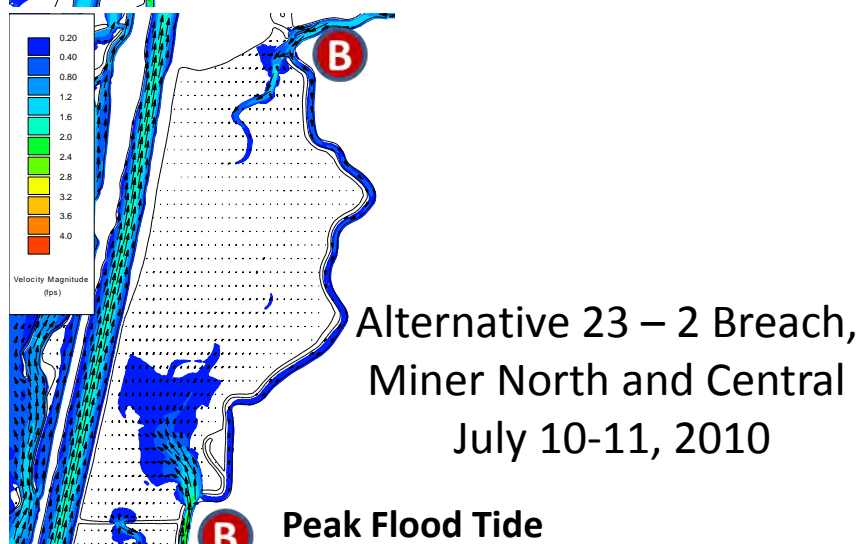 0.20
0.40
0.80
1.2
1.6
2.0
2.4
2.8
3.2
3.6
4.0
Velocity Magnitude
(fps)
B
Alternative 23 – 2 Breach,
Miner North and Central
July 10-11, 2010
B
Peak Flood Tide